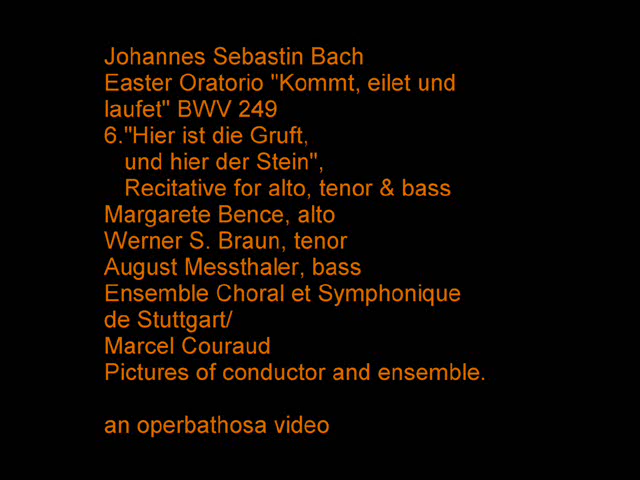 Johannes Sebastin Bach
Easter Oratorio "Kommt, eilet und
laufet" BWV 249
6."Hier ist die Gruft,
und hier der Stein",
Recitative for alto, tenor & bass
Margarete Bence, alto
Werner S. Braun, tenor
August Messthaler, bass
Ensemble Choral et Symphonique
de Stuttgart/
Marcel Couraud
Pictures of conductor and ensemble.
an operbathosa video